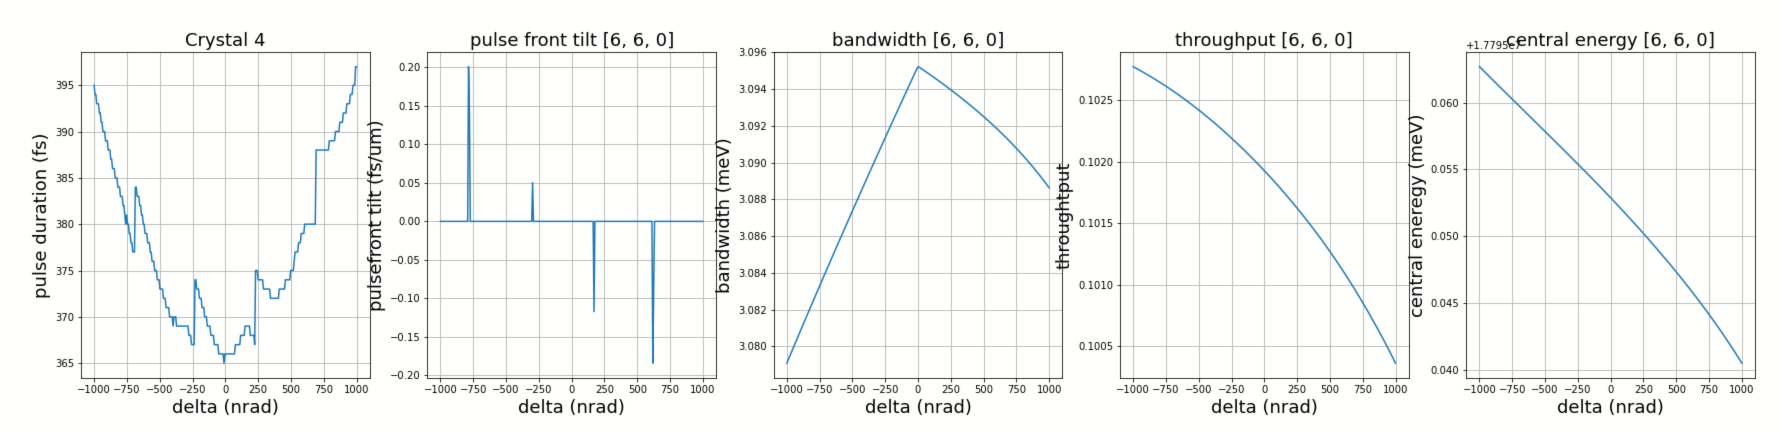 Crystal 4
pulse duration (fs)
395
390
385
380
375
370
365
−1000 −750 −500 −250 0 250 500 750 1000
delta (nrad)
pulse front tilt [6, 6, 0]
pulsefront tilt (fs/um)
0.20
0.15
0.10
0.05
0.00
−0.05
−0.10
−0.15
−0.20
−1000 −750 −500 −250 0 250 500 750 1000
delta (nrad)
bandwidth [6, 6, 0]
bandwidth (meV)
3.096
3.094
3.092
3.090
3.088
3.086
3.084
3.082
3.080
−1000 −750 −500 −250 0 250 500 750 1000
delta (nrad)
throughput [6, 6, 0]
throughtput
0.1025
0.1020
0.1015
0.1010
0.1005
−1000 −750 −500 −250 0 250 500 750 1000
delta (nrad)
central energy [6, 6, 0]
+1.7795e7
central eneregy (meV)
0.060
0.055
0.050
0.045
0.040
−1000 −750 −500 −250 0 250 500 750 1000
delta (nrad)